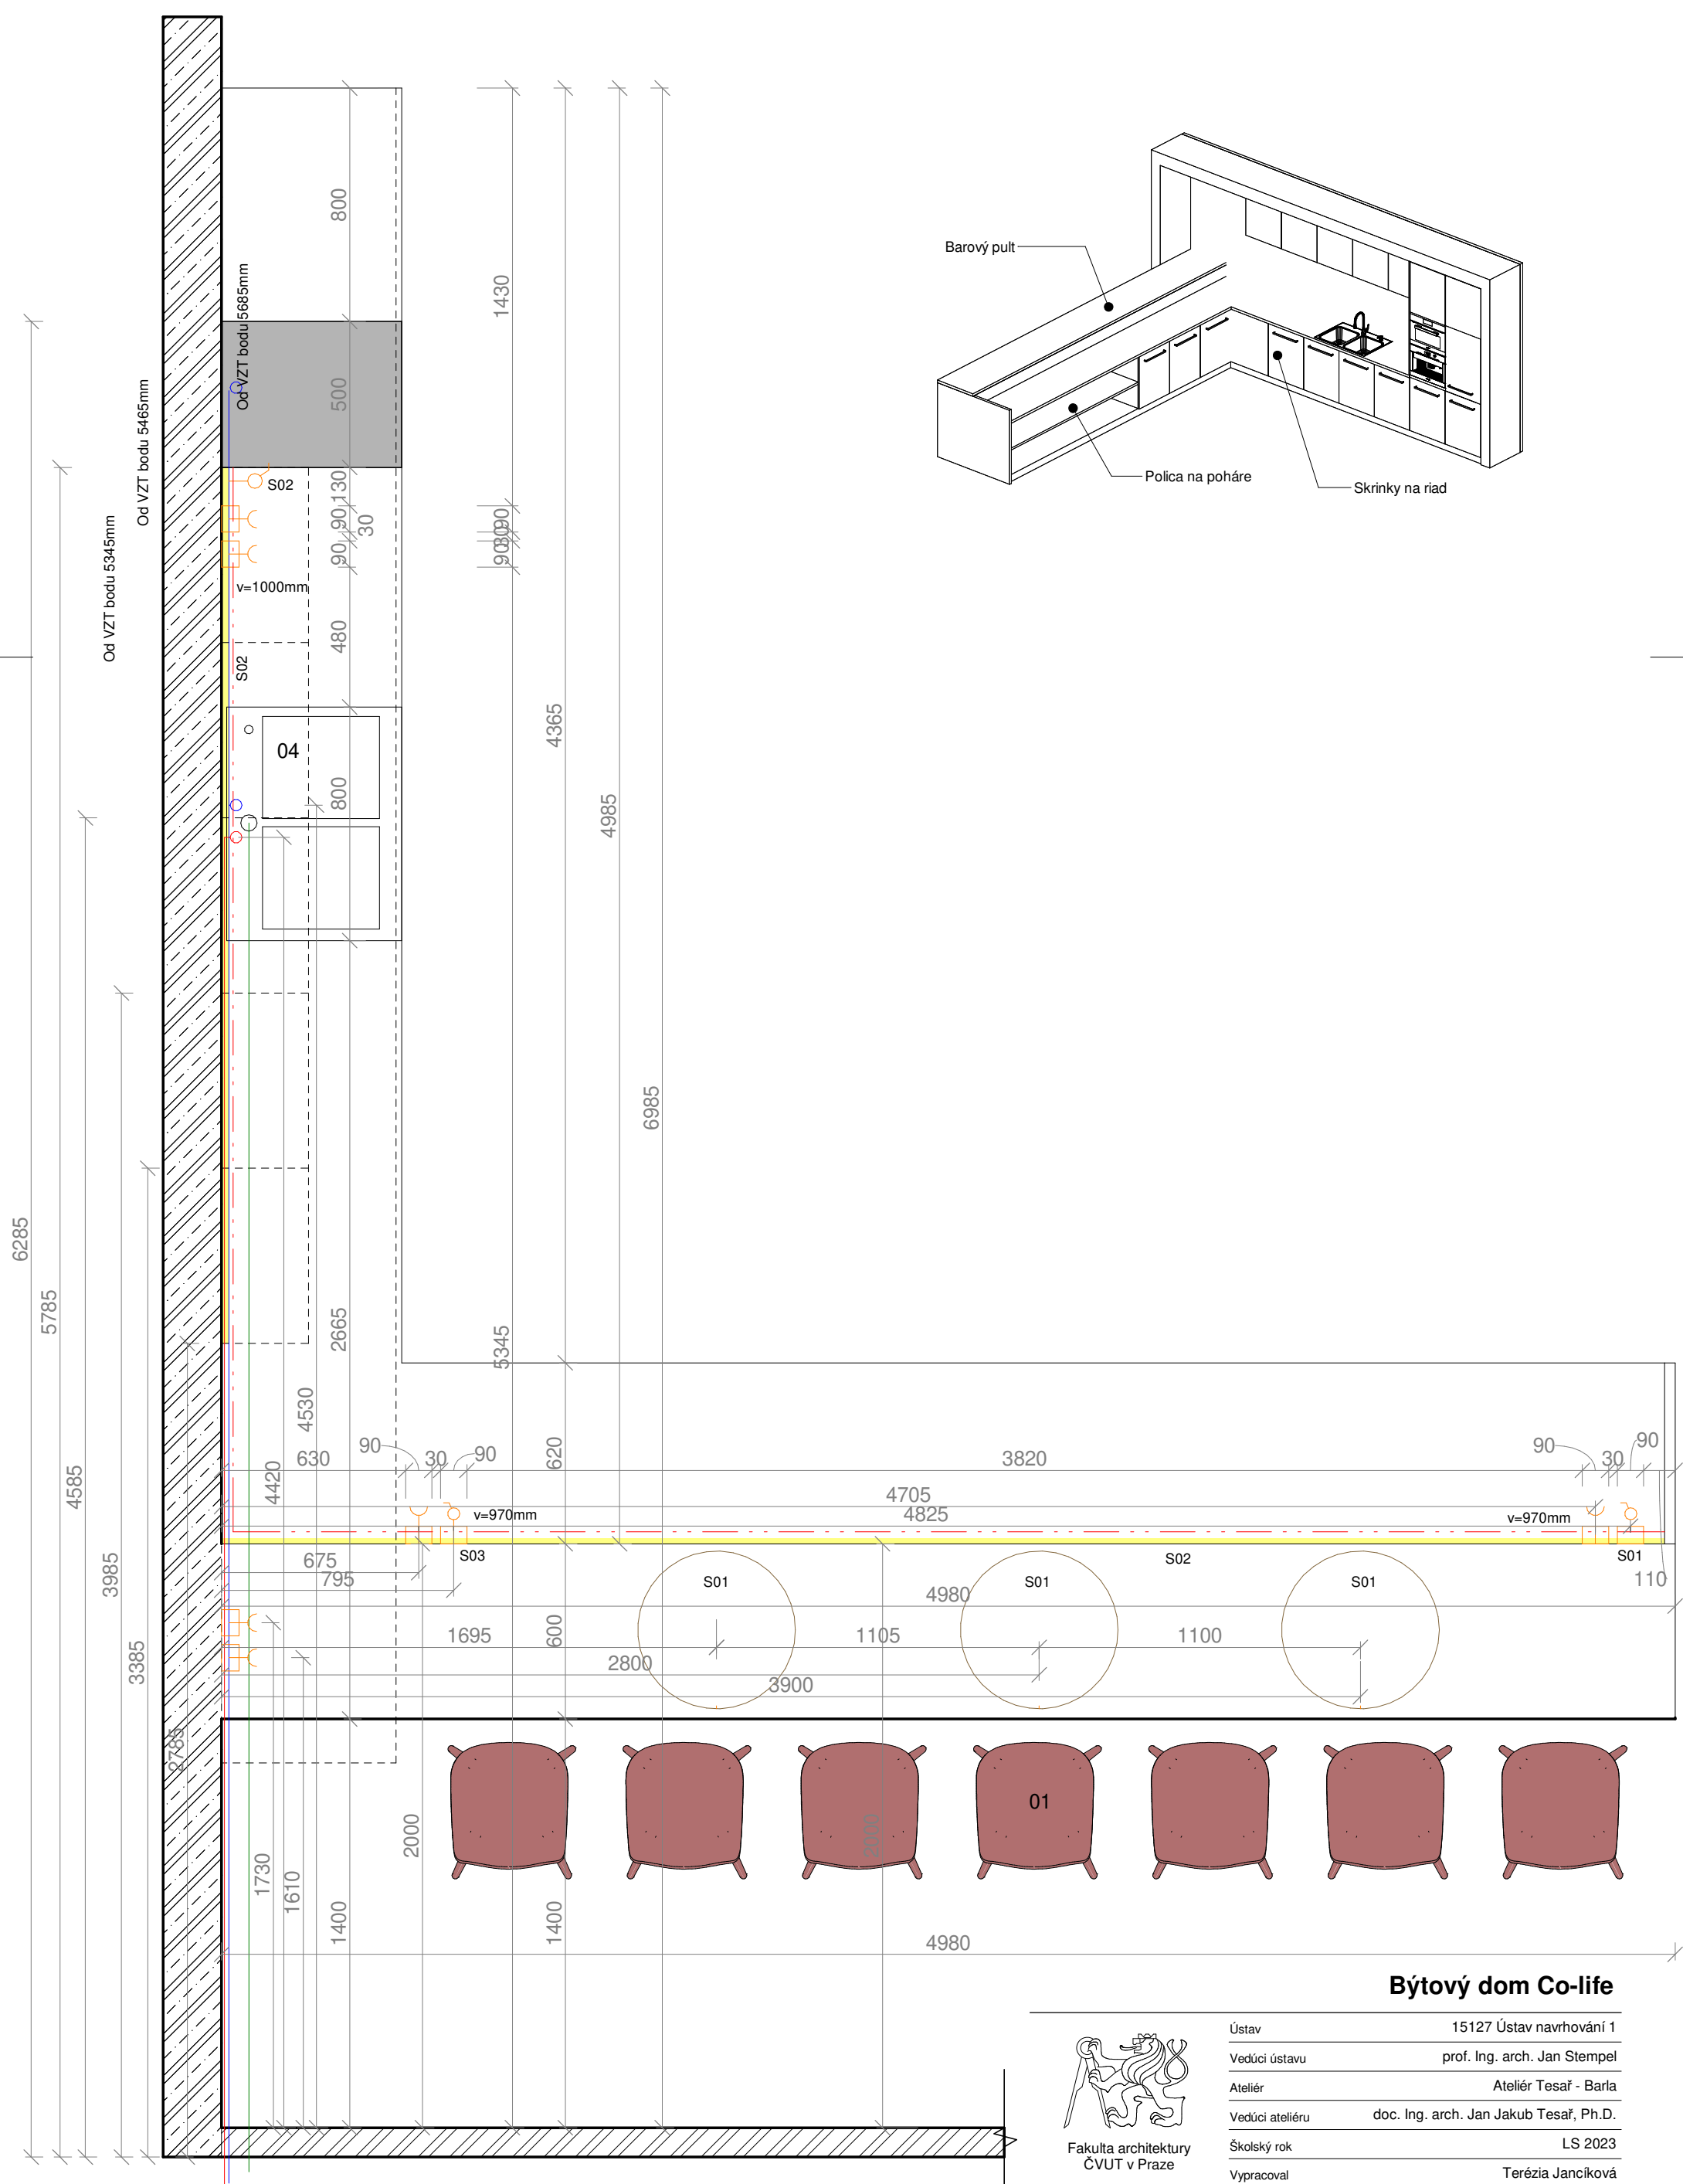 800
1430
Od VZT bodu 5685mm
500
Od VZT bodu 5465mm
Od VZT bodu 5345mm
S02
130
90
30
90
90
30
90
v=1000mm
480
S02
04
800
4365
4985
6985
6285
5785
4585
3985
3385
2785
2665
5345
4530
4420
620
630
90
30
90
3820
90
30
90
4705
4825
v=970mm
v=970mm
S03
S02
S01
675
795
S01
S01
S01
4980
110
1695
600
1105
1100
2800
3900
01
2000
2000
1730
1610
1400
1400
4980
Barový pult
Polica na poháre
Skrinky na riad
Býtový dom Co-life
Ústav 15127 Ústav navrhování 1
Vedúci ústavu prof. Ing. arch. Jan Stempel
Ateliér Ateliér Tesař - Barla
Vedúci ateliéru doc. Ing. arch. Jan Jakub Tesař, Ph.D.
Školský rok LS 2023
Vypracoval Terézia Jancíková
Fakulta architektury
ČVUT v Praze